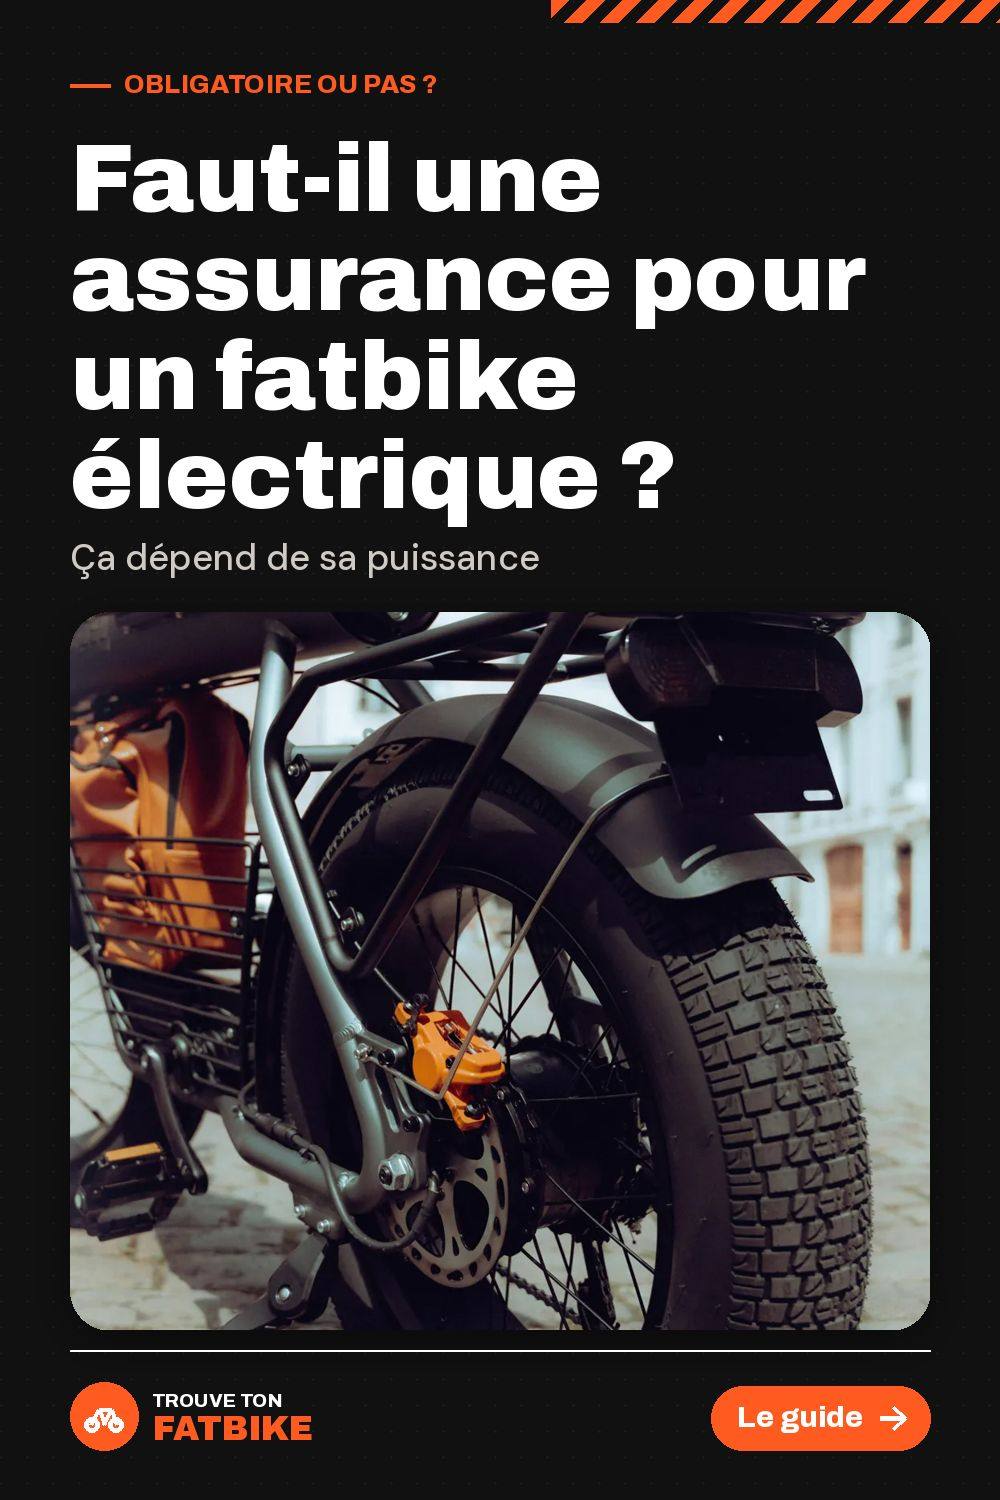 OBLIGATOIRE OU PAS ?
Faut-il une
assurance pour
un fatbike
électrique ?
Ça dépend de sa puissance
TROUVE TON
FATBIKE
Le guide →